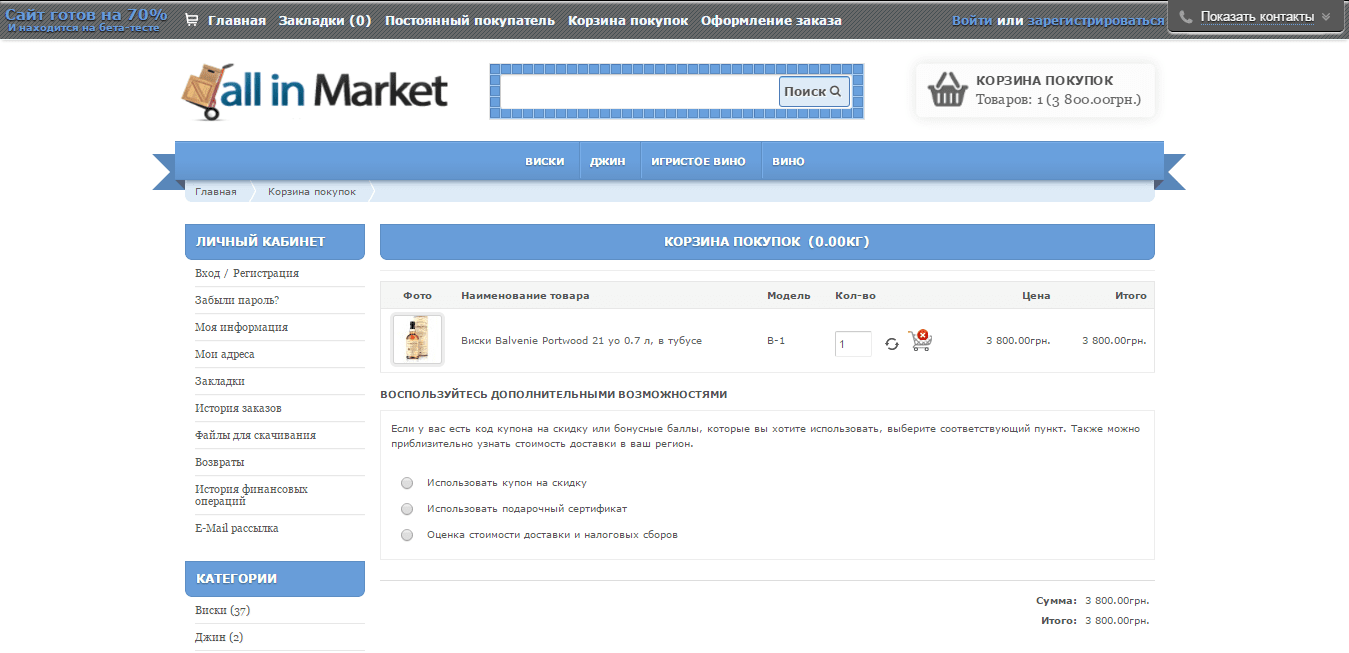 Сайт готов на 70%
И находится на бета-тесте
Главная Закладки (0) Постоянный покупатель Корзина покупок Оформление заказа
Войти или зарегистрироваться
Показать контакты
all in Market
Поиск
КОРЗИНА ПОКУПОК
Товаров: 1 (3 800.00грн.)
ВИСКИ ДЖИН ИГРИСТОЕ ВИНО ВИНО
Главная Корзина покупок
ЛИЧНЫЙ КАБИНЕТ
Вход / Регистрация
Забыли пароль?
Моя информация
Мои адреса
Закладки
История заказов
Файлы для скачивания
Возвраты
История финансовых
операций
E-Mail рассылка
КАТЕГОРИИ
Виски (37)
Джин (2)
КОРЗИНА ПОКУПОК (0.00КГ)
Фото Наименование товара Модель Кол-во Цена Итого
Виски Balvenie Portwood 21 yo 0.7 л, в тубусе В-1 1 3 800.00грн. 3 800.00грн.
ВОСПОЛЬЗУЙТЕСЬ ДОПОЛНИТЕЛЬНЫМИ ВОЗМОЖНОСТЯМИ
Если у вас есть код купона на скидку или бонусные баллы, которые вы хотите использовать, выберите соответствующий пункт. Также можно
приблизительно узнать стоимость доставки в ваш регион.
Использовать купон на скидку
Использовать подарочный сертификат
Оценка стоимости доставки и налоговых сборов
Сумма: 3 800.00грн.
Итого: 3 800.00грн.